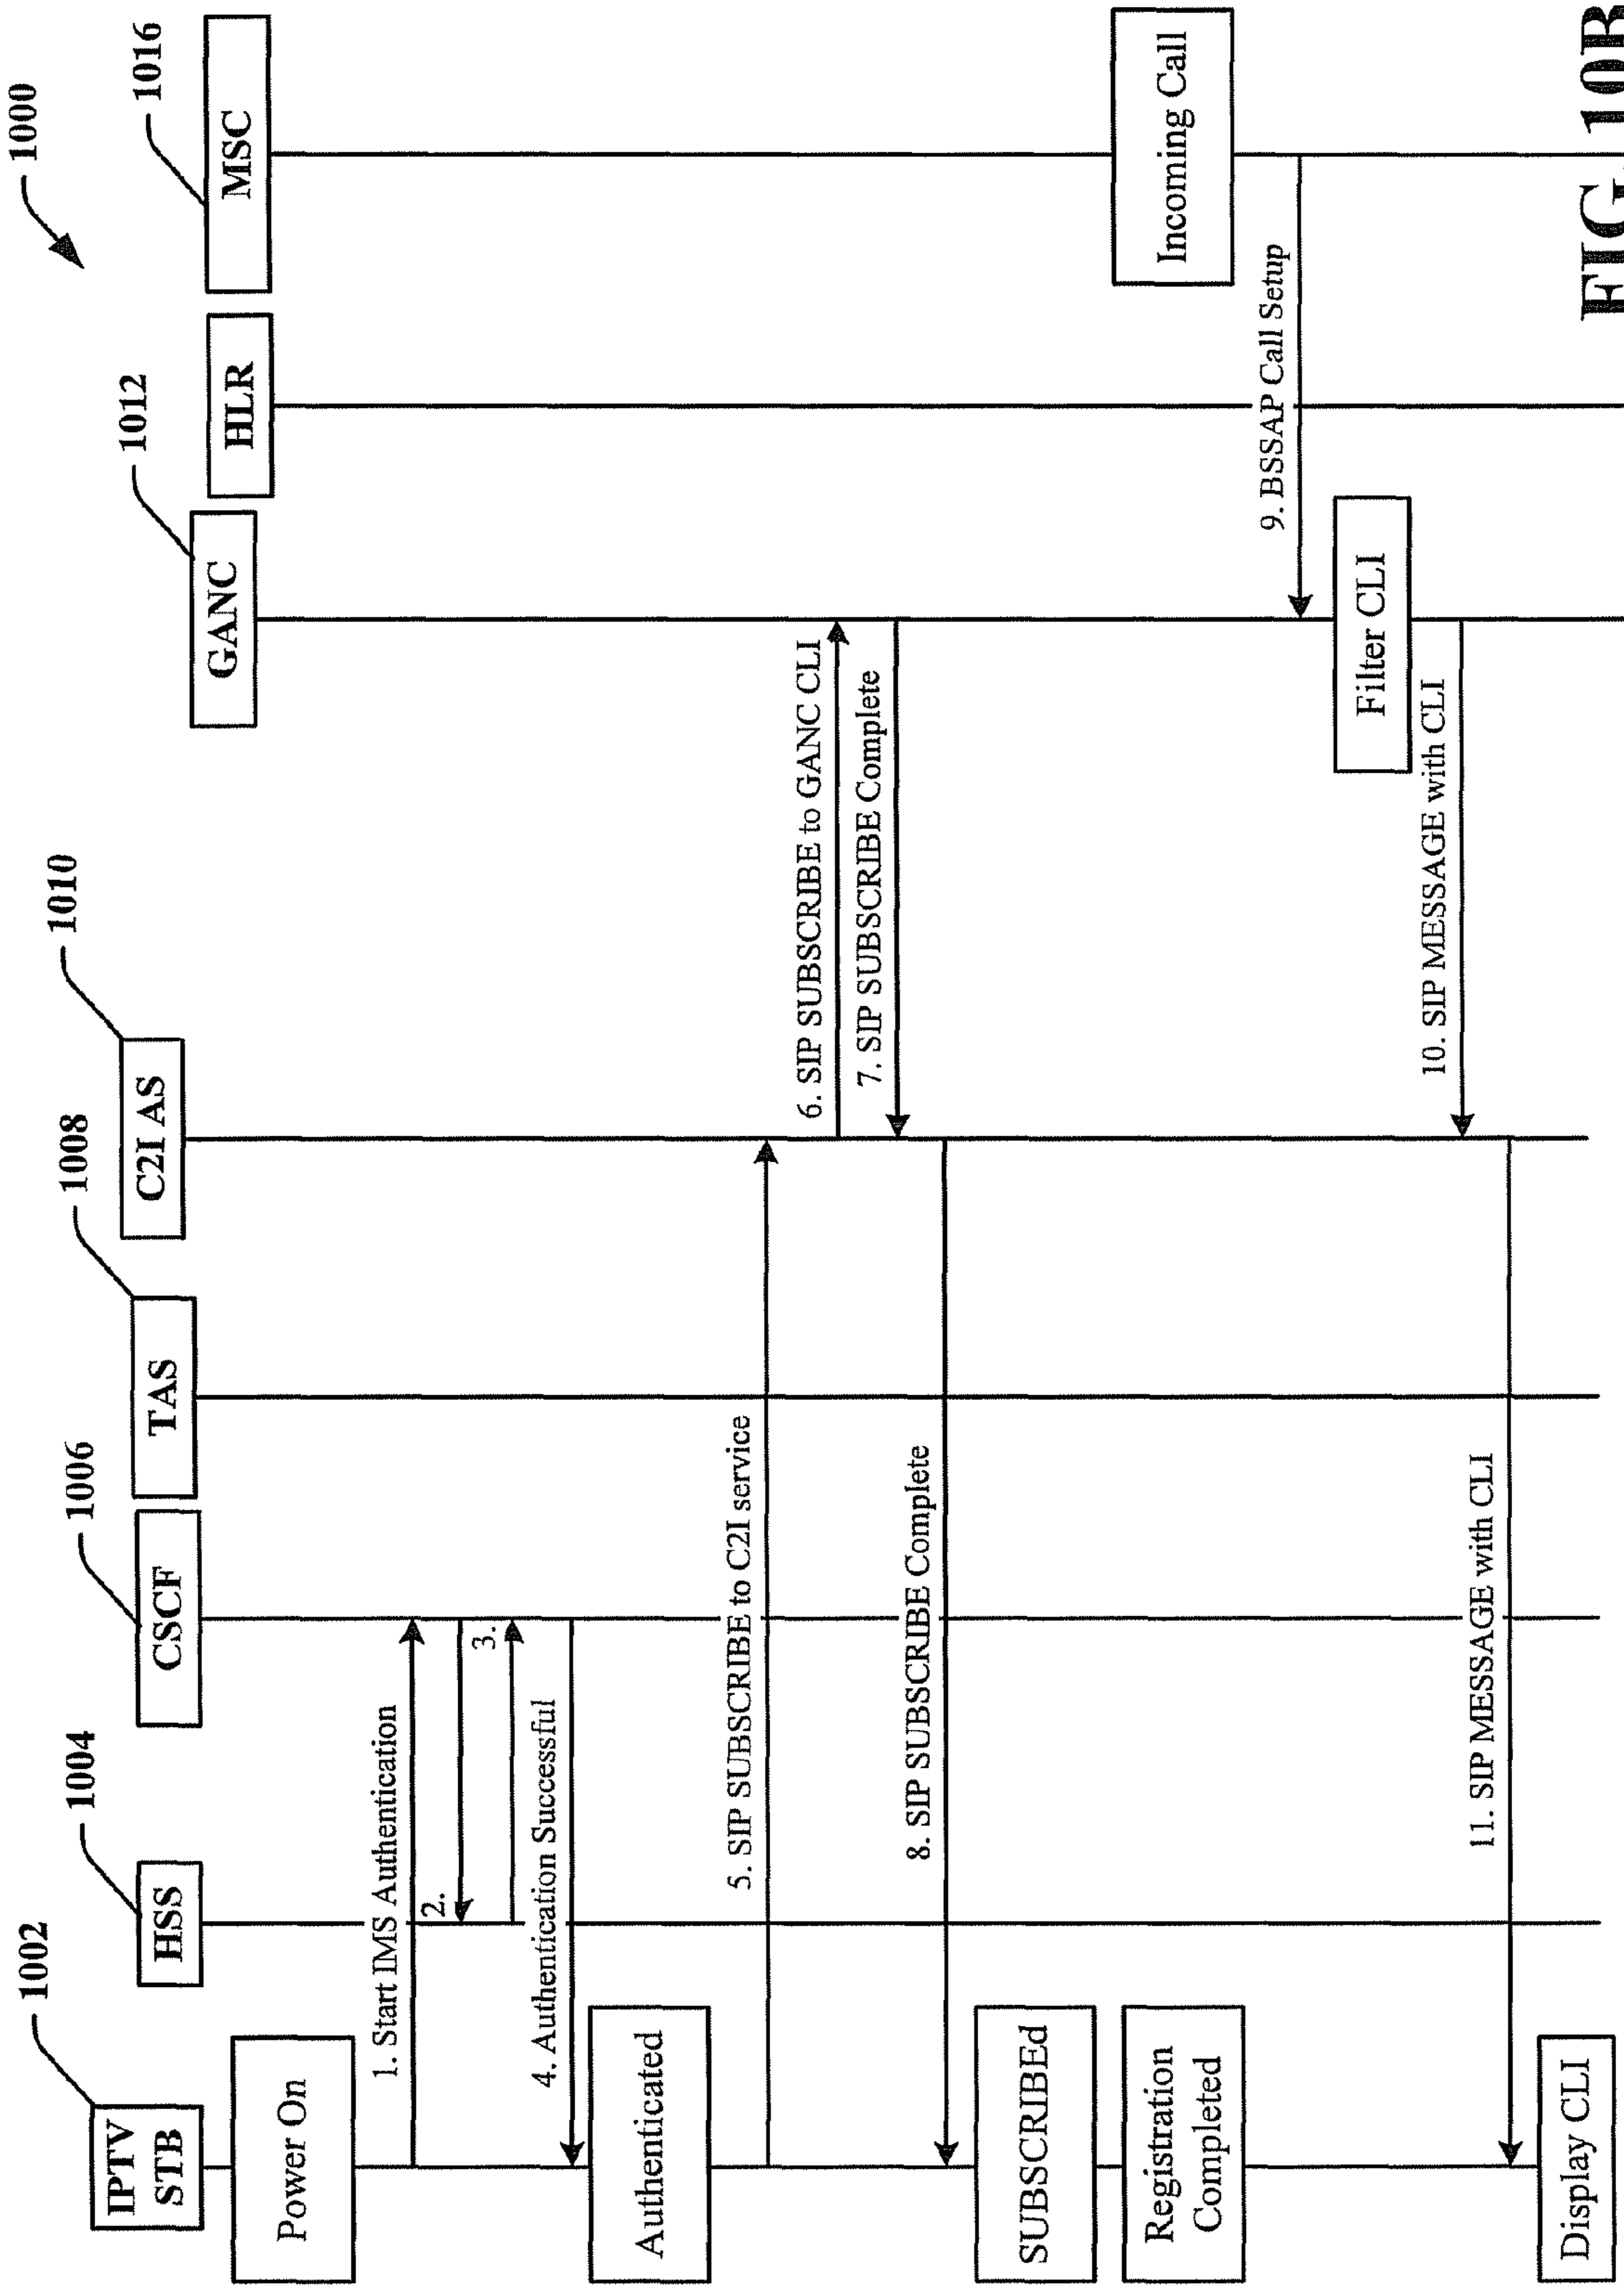 1000
1002
1004
1006
1008
1010
1012
1016
IPTV
STB
HSS
CSCF
TAS
C2I AS
GANC
HLR
MSC
Power On
1. Start IMS Authentication
2.
3.
4. Authentication Successful
Authenticated
5. SIP SUBSCRIBE to C2I service
6. SIP SUBSCRIBE to GANC CLI
7. SIP SUBSCRIBE Complete
8. SIP SUBSCRIBE Complete
SUBSCRIBEd
Registration
Completed
Incoming Call
9. BSSAP Call Setup
Filter CLI
10. SIP MESSAGE with CLI
11. SIP MESSAGE with CLI
Display CLI
FIG. 10B